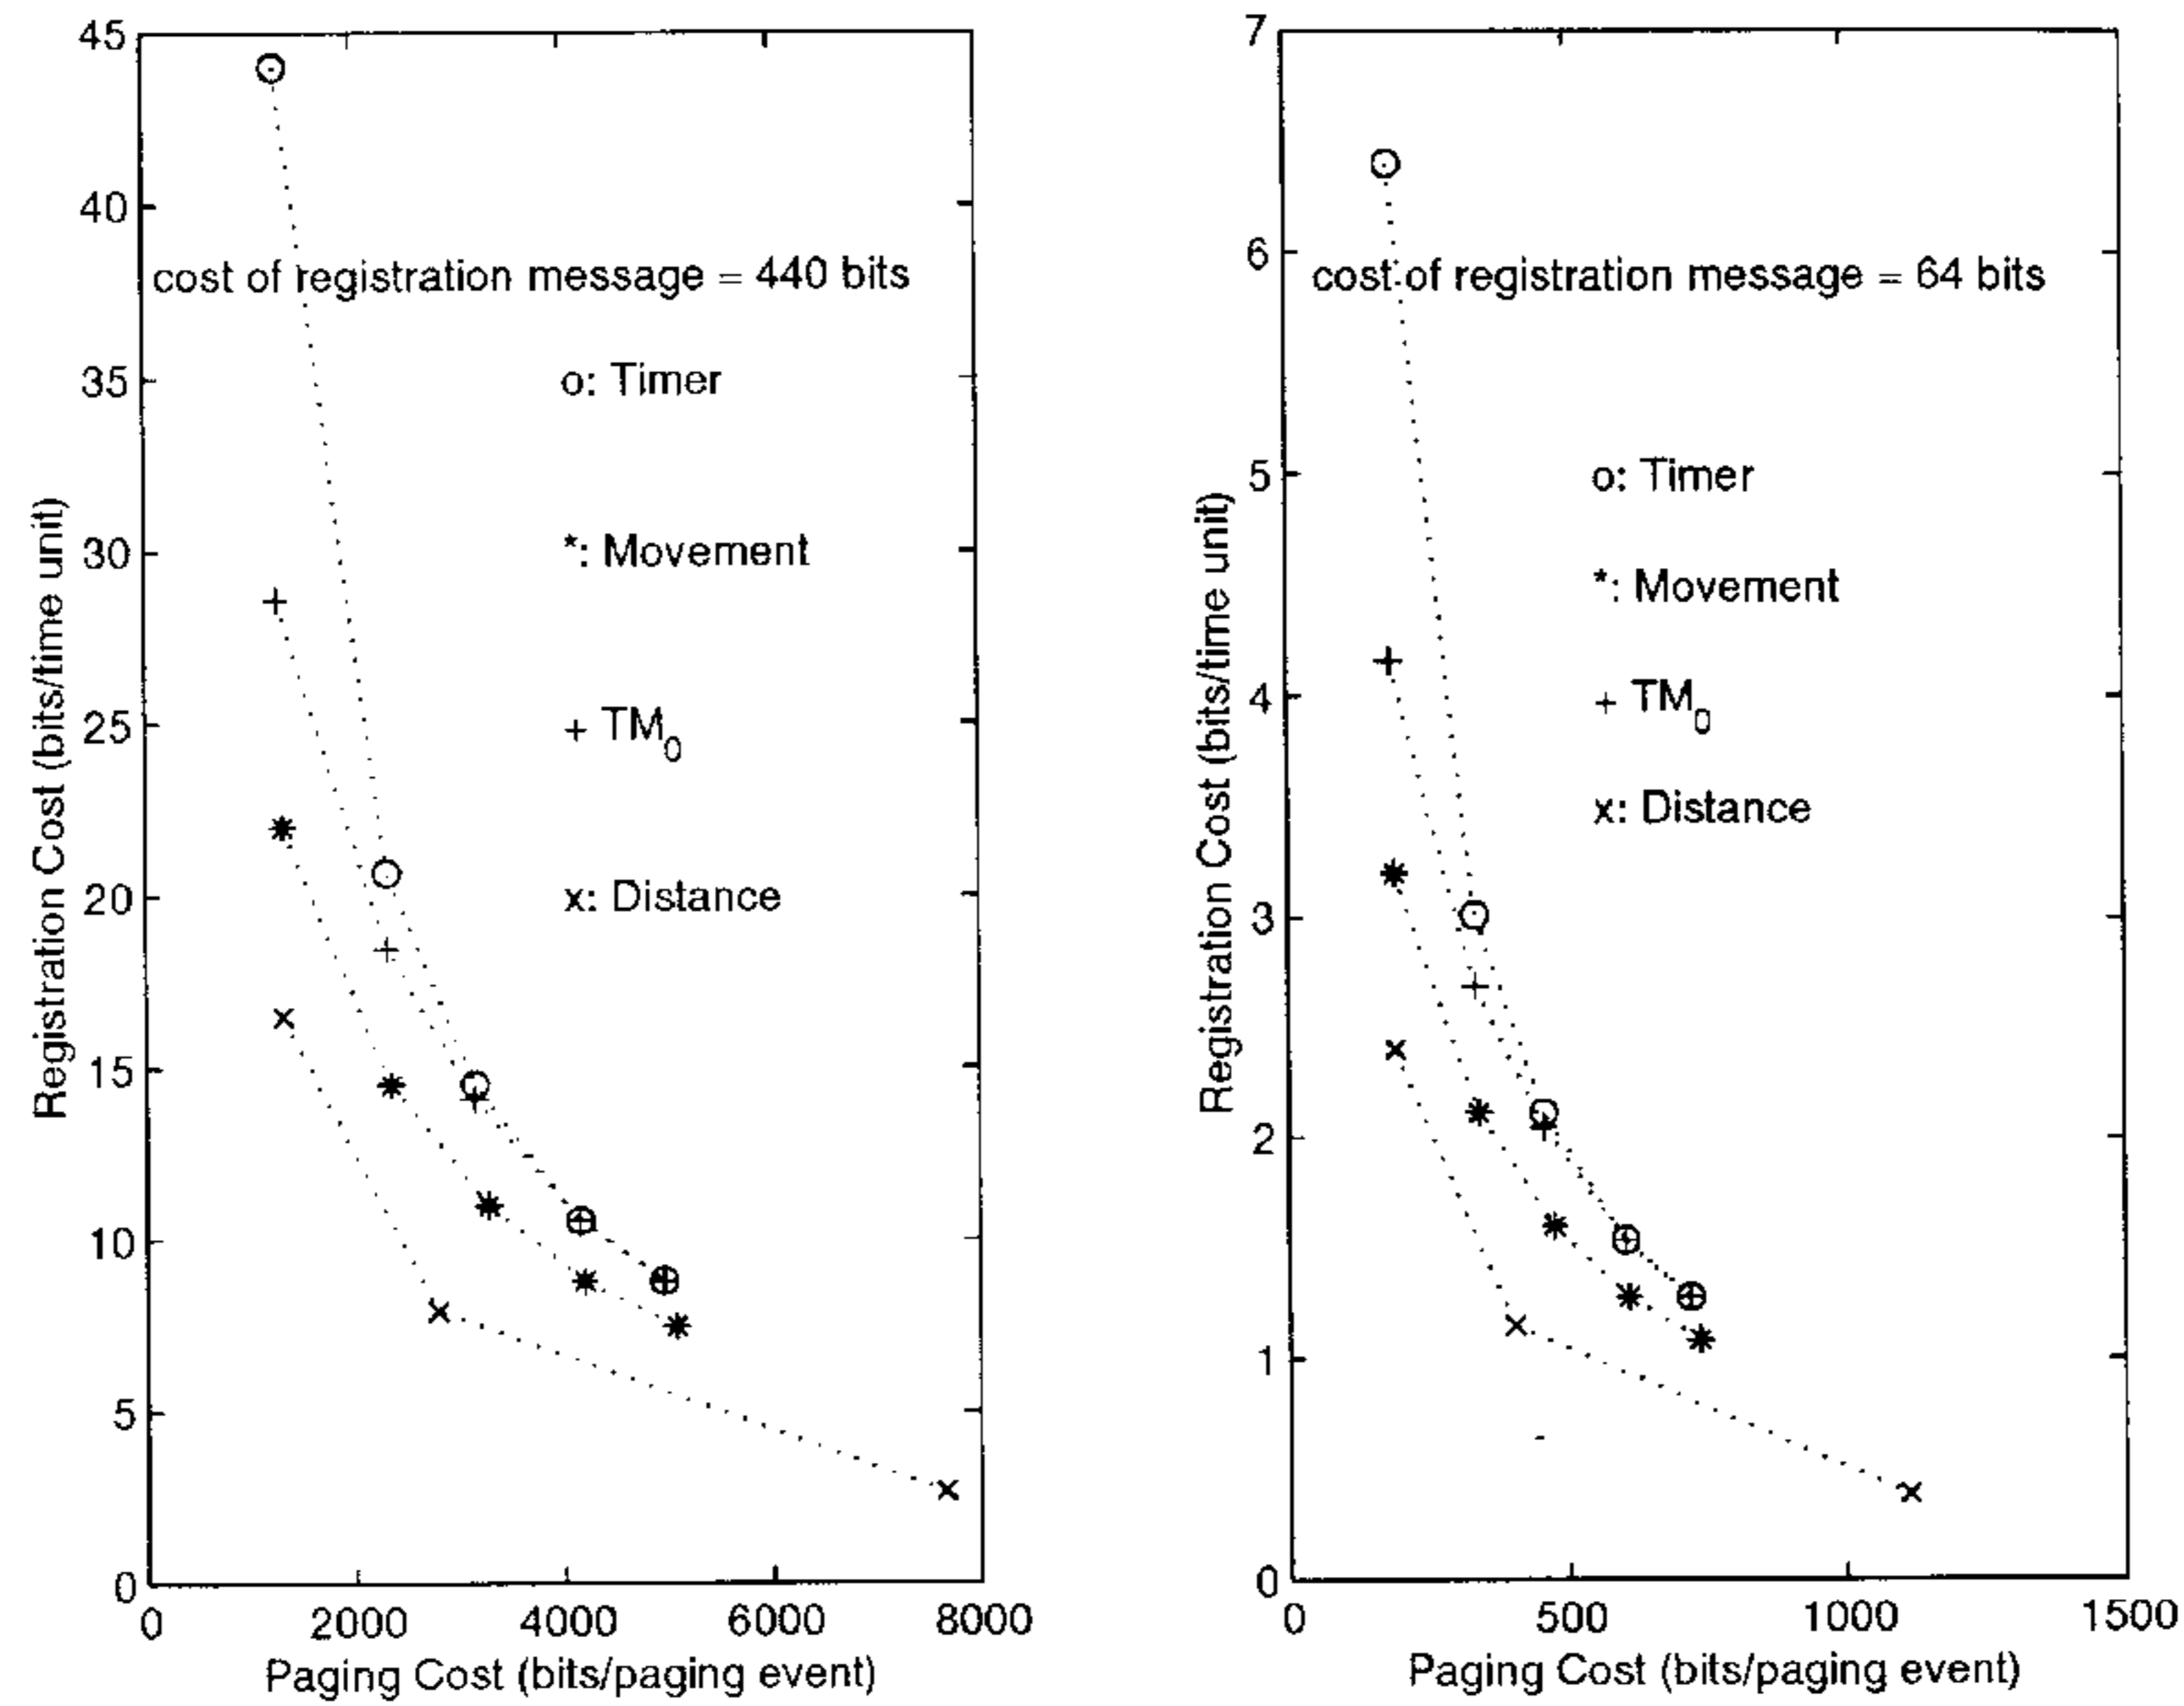 45
40
35
30
25
20
15
10
5
0
Registration Cost (bits/time unit)
cost of registration message = 440 bits
o: Timer
*: Movement
+ TM0
x: Distance
0 2000 4000 6000 8000
Paging Cost (bits/paging event)
7
6
5
4
3
2
1
0
Registration Cost (bits/time unit)
cost of registration message = 64 bits
o: Timer
*: Movement
+ TM0
x: Distance
0 500 1000 1500
Paging Cost (bits/paging event)